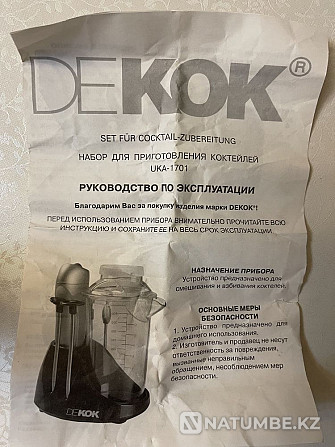 DEKOK®
SET FÜR COCKTAIL-ZUBEREITUNG
НАБОР ДЛЯ ПРИГОТОВЛЕНИЯ КОКТЕЙЛЕЙ
UKA-1701
РУКОВОДСТВО ПО ЭКСПЛУАТАЦИИ
Благодарим Вас за покупку изделия марки DEKOK®!
ПЕРЕД ИСПОЛЬЗОВАНИЕМ ПРИБОРА ВНИМАТЕЛЬНО ПРОЧИТАЙТЕ ВСЮ
ИНСТРУКЦИЮ И СОХРАНИТЕ ЕЕ НА ВЕСЬ СРОК ЭКСПЛУАТАЦИИ.
НАЗНАЧЕНИЕ ПРИБОРА
Устройство предназначено для
смешивания и взбивания коктейлей.
ОСНОВНЫЕ МЕРЫ
БЕЗОПАСНОСТИ
1. Устройство предназначено для
домашнего использования.
2. Изготовитель и продавец не несут
ответственность за повреждения,
вызванные неправильным
обращением, несоблюдением мер
безопасности.
DEKOK
NATUMBE.KZ